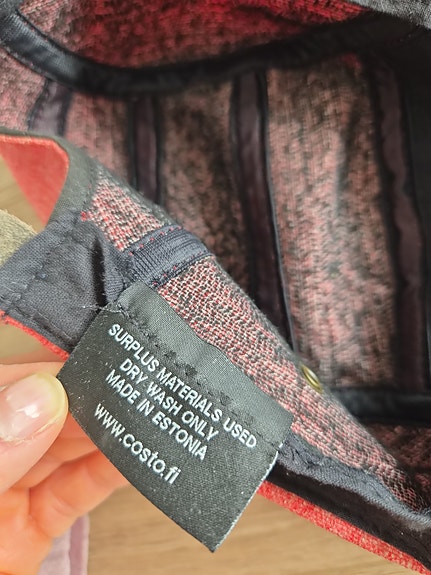 SURPLUS MATERIALS USED
DRY WASH ONLY
MADE IN ESTONIA
www.costo.fi